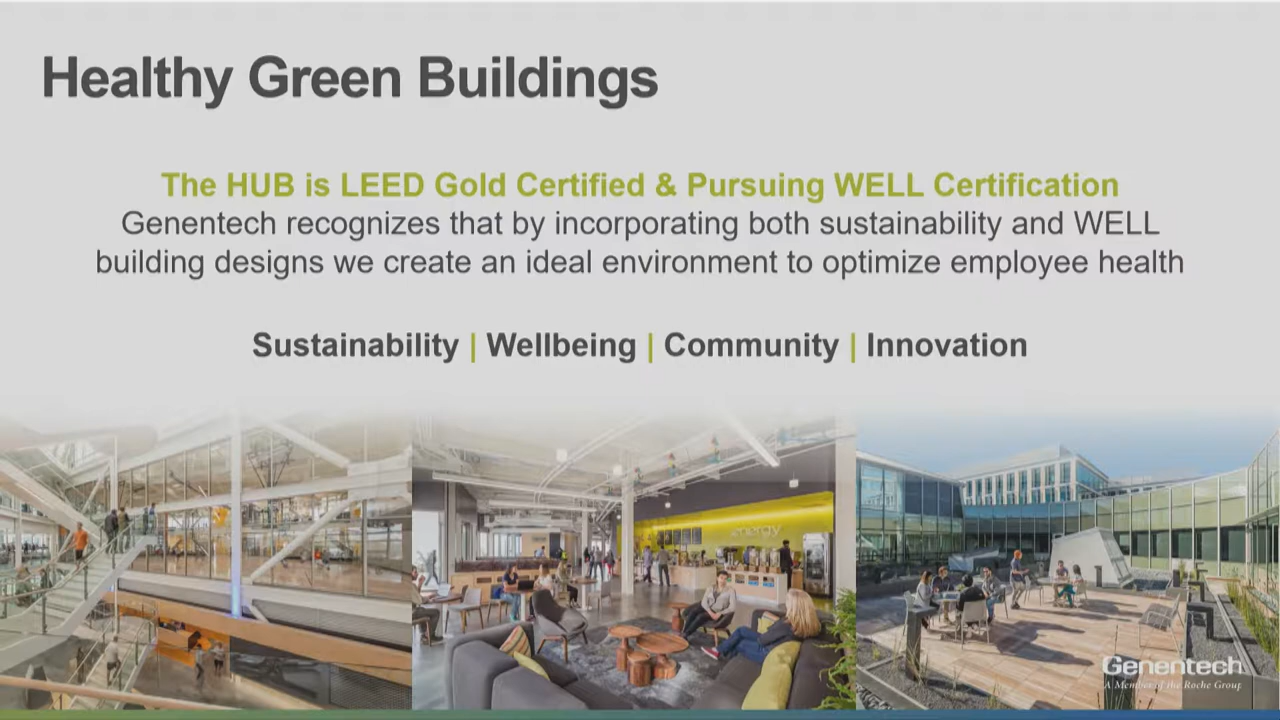 Healthy Green Buildings
The HUB is LEED Gold Certified & Pursuing WELL Certification
Genentech recognizes that by incorporating both sustainability and WELL
building designs we create an ideal environment to optimize employee health
Sustainability | Wellbeing | Community | Innovation
energy
Genentech
A Member of the Roche Group